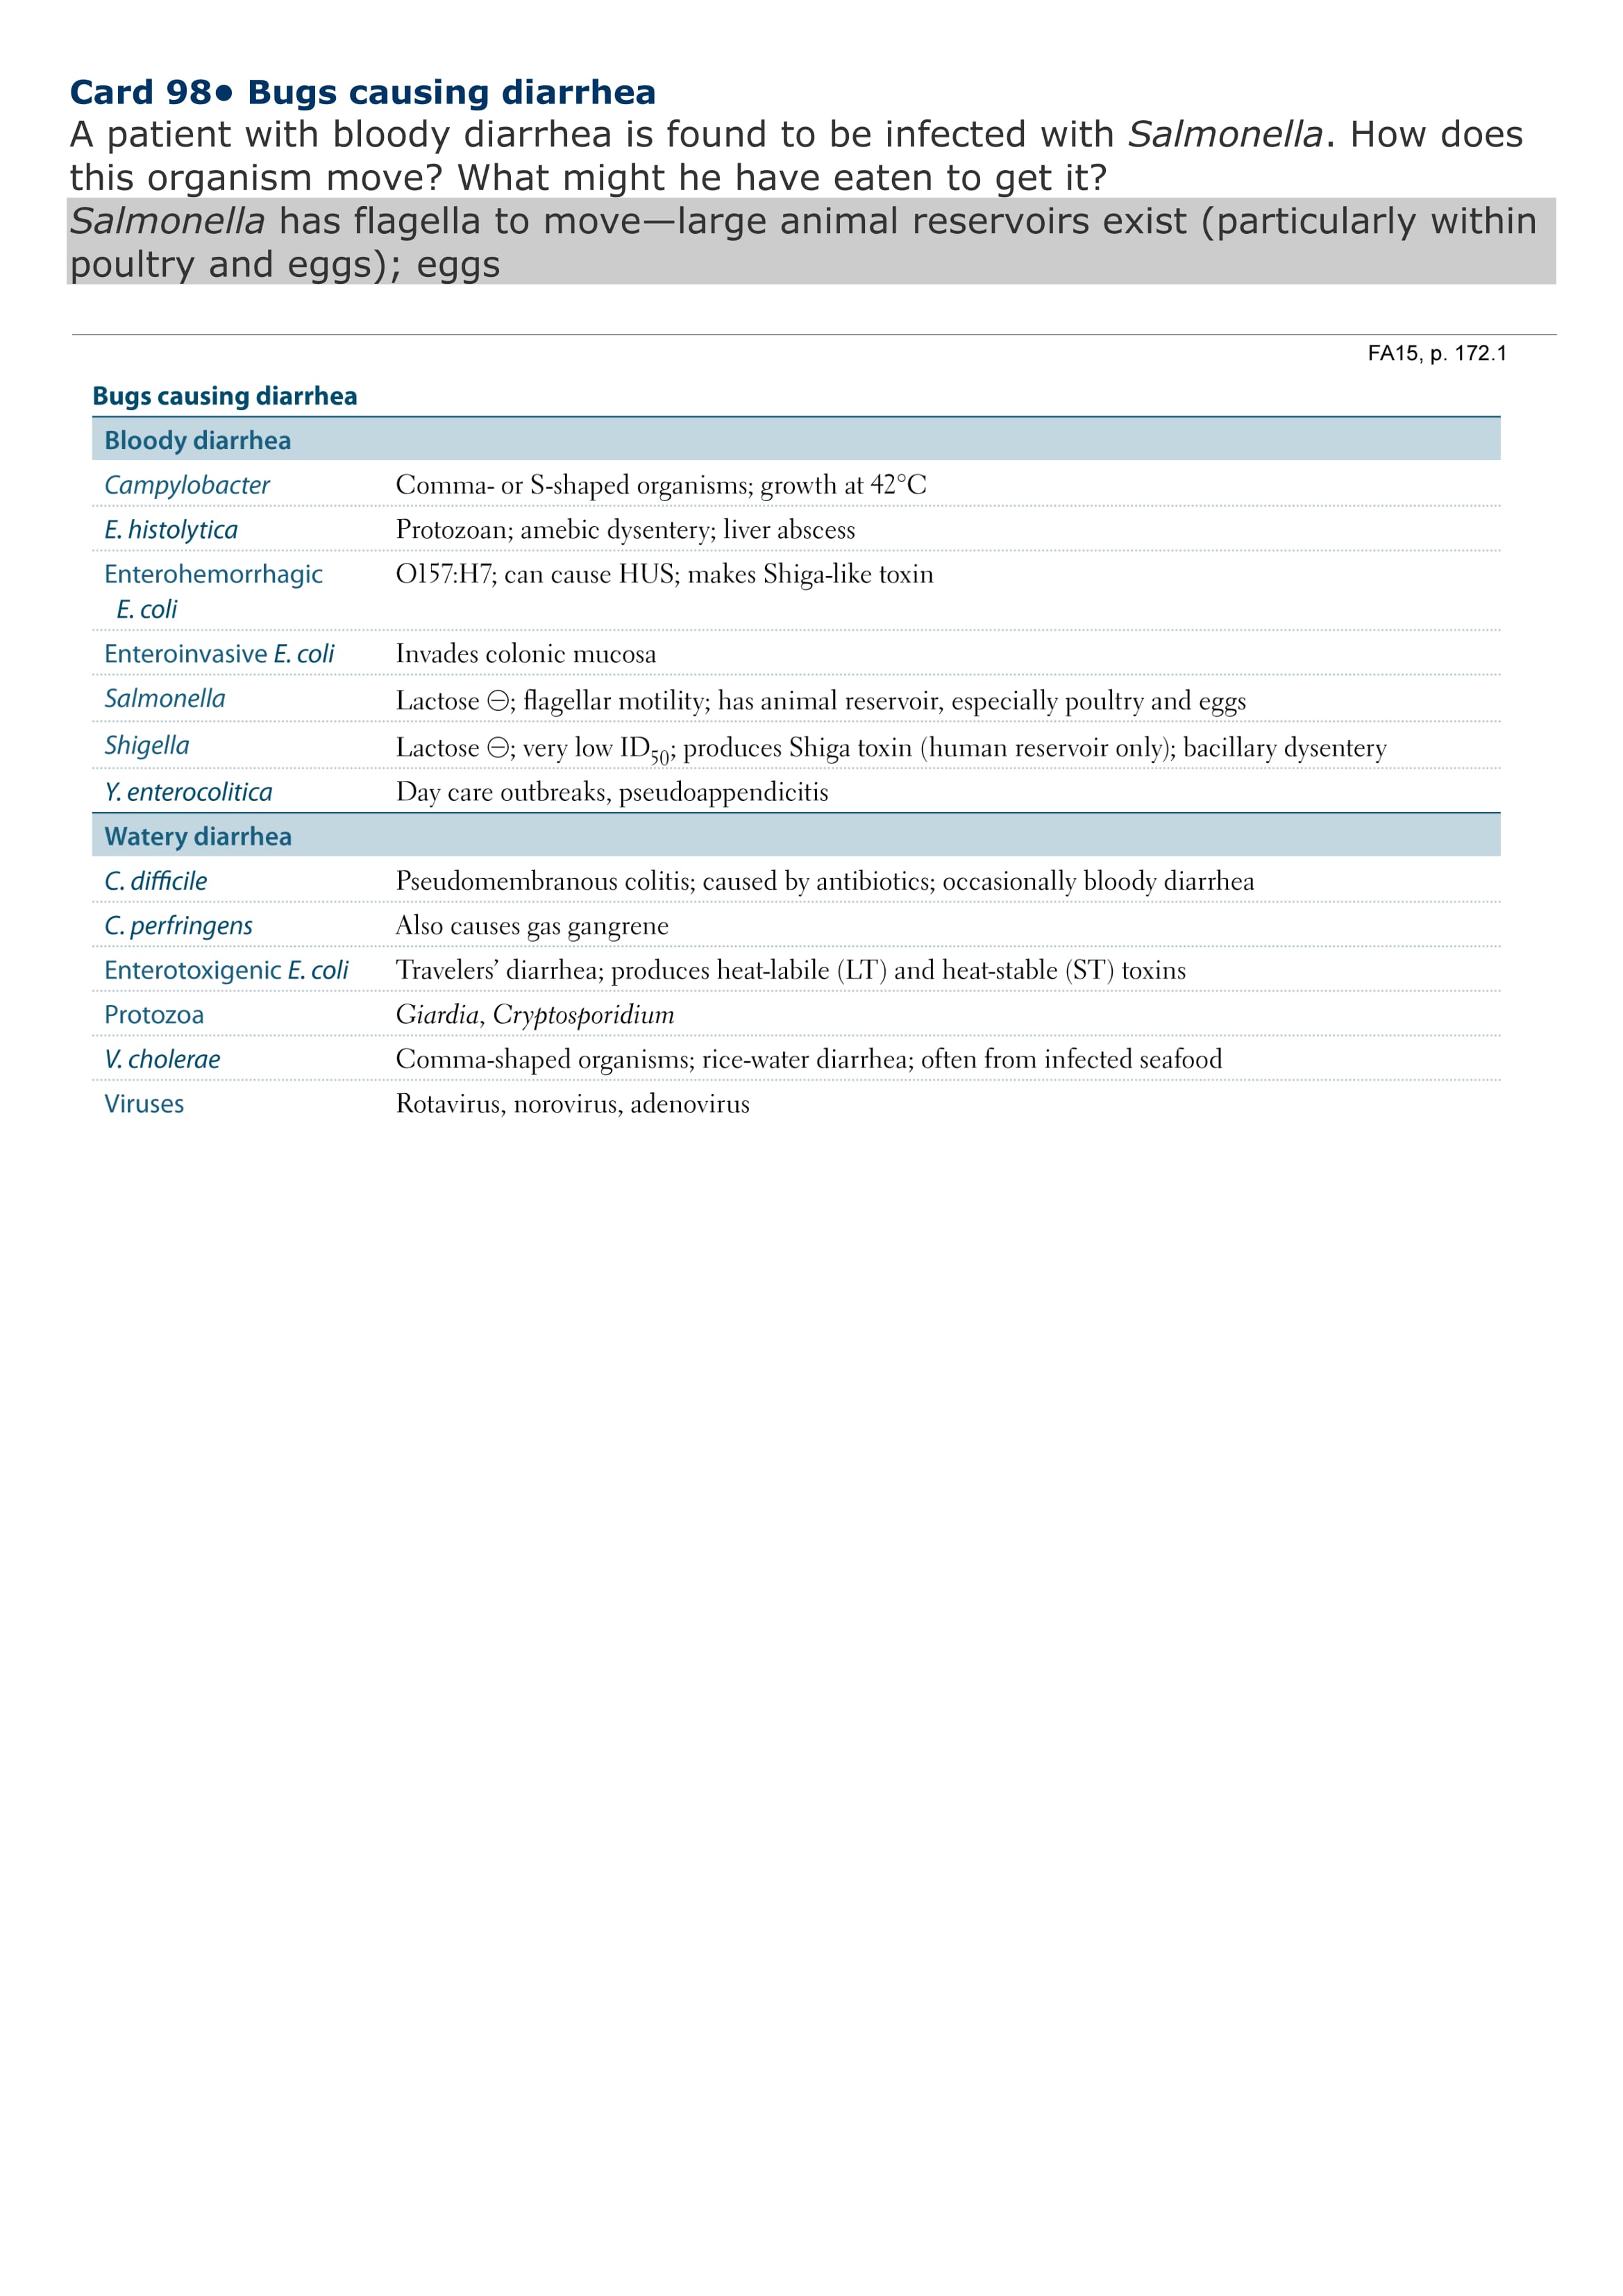 Card 98● Bugs causing diarrhea
A patient with bloody diarrhea is found to be infected with Salmonella. How does
this organism move? What might he have eaten to get it?
Salmonella has flagella to move—large animal reservoirs exist (particularly within
poultry and eggs); eggs
FA15, p. 172.1
Bugs causing diarrhea
Bloody diarrhea
Campylobacter Comma- or S-shaped organisms; growth at 42°C
E. histolytica Protozoan; amebic dysentery; liver abscess
Enterohemorrhagic O157:H7; can cause HUS; makes Shiga-like toxin
E. coli
Enteroinvasive E. coli Invades colonic mucosa
Salmonella Lactose ⊖; flagellar motility; has animal reservoir, especially poultry and eggs
Shigella Lactose ⊖; very low ID50; produces Shiga toxin (human reservoir only); bacillary dysentery
Y. enterocolitica Day care outbreaks, pseudoappendicitis
Watery diarrhea
C. difficile Pseudomembranous colitis; caused by antibiotics; occasionally bloody diarrhea
C. perfringens Also causes gas gangrene
Enterotoxigenic E. coli Travelers’ diarrhea; produces heat-labile (LT) and heat-stable (ST) toxins
Protozoa Giardia, Cryptosporidium
V. cholerae Comma-shaped organisms; rice-water diarrhea; often from infected seafood
Viruses Rotavirus, norovirus, adenovirus